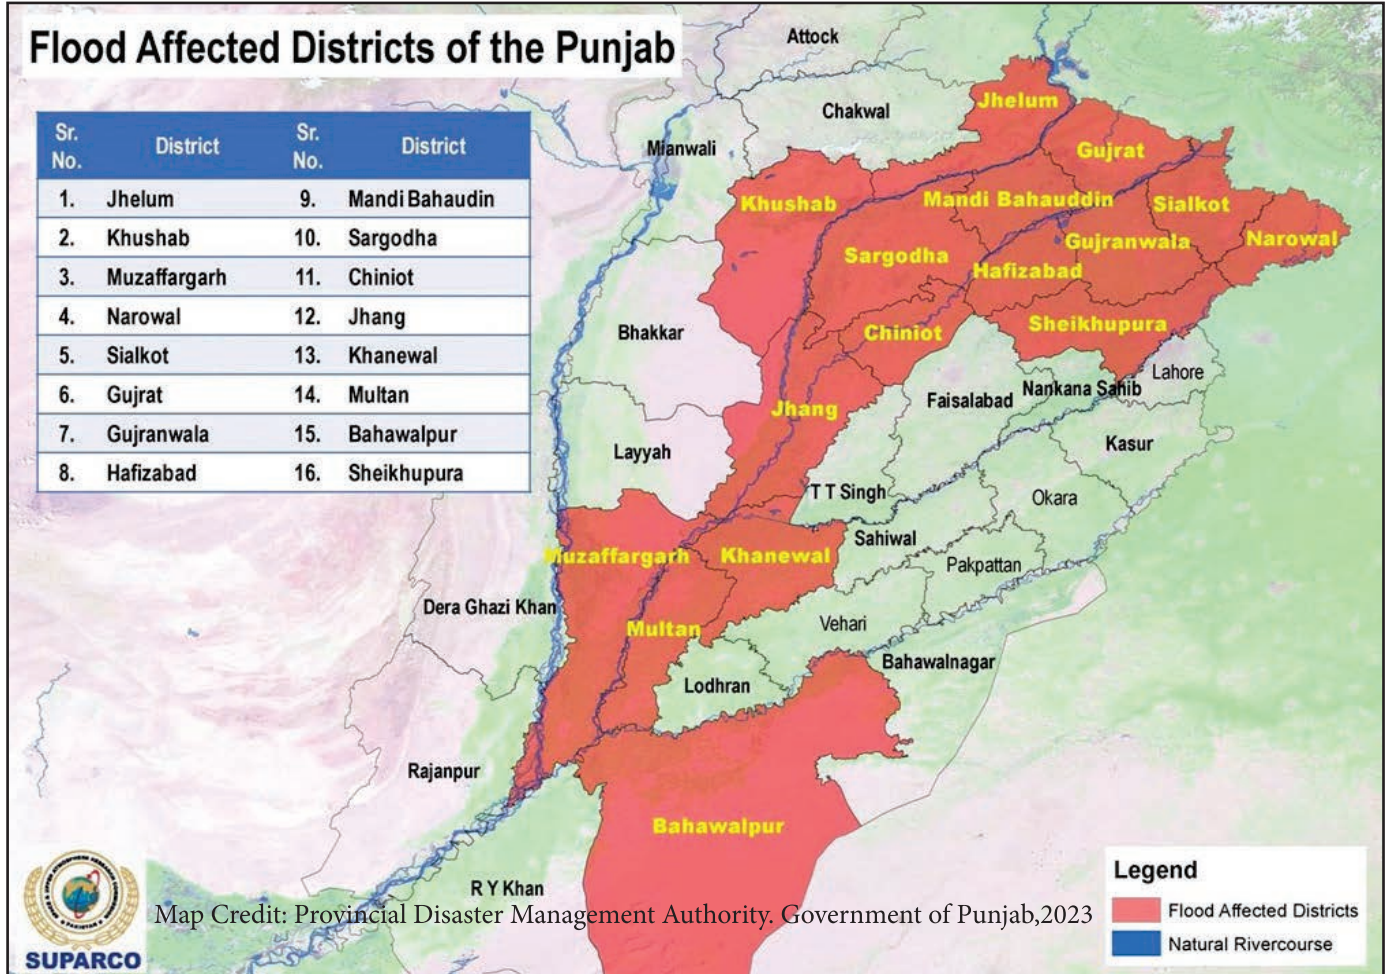 Flood Affected Districts of the Punjab
Sr. No. District Sr. No. District
1. Jhelum 9. Mandi Bahaudin
2. Khushab 10. Sargodha
3. Muzaffargarh 11. Chiniot
4. Narowal 12. Jhang
5. Sialkot 13. Khanewal
6. Gujrat 14. Multan
7. Gujranwala 15. Bahawalpur
8. Hafizabad 16. Sheikhupura
Attock
Chakwal
Jhelum
Mianwali
Gujrat
Khushab
Mandi Bahauddin
Sialkot
Narowal
Gujranwala
Sargodha
Hafizabad
Bhakkar
Chiniot
Sheikhupura
Lahore
Nankana Sahib
Faisalabad
Jhang
Kasur
Layyah
T T Singh
Okara
Sahiwal
Muzaffargarh
Khanewal
Pakpattan
Dera Ghazi Khan
Multan
Vehari
Bahawalnagar
Lodhran
Rajanpur
Bahawalpur
R Y Khan
Legend
Flood Affected Districts
Natural Rivercourse
Map Credit: Provincial Disaster Management Authority. Government of Punjab,2023
SUPARCO